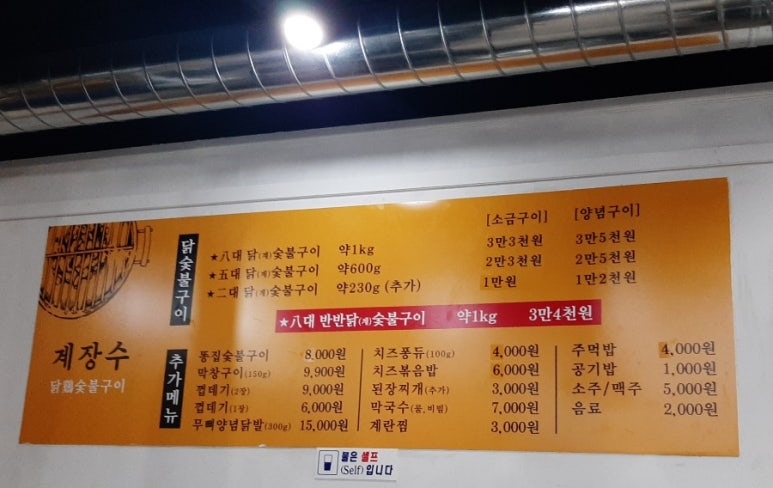 계장수
닭鷄숯불구이
닭숯불구이
[소금구이] [양념구이]
★八대 닭(계)숯불구이 약1kg 3만3천원 3만5천원
★五대 닭(계)숯불구이 약600g 2만3천원 2만5천원
★二대 닭(계)숯불구이 약230g (추가) 1만원 1만2천원
★八대 반반닭(계)숯불구이 약1kg 3만4천원
추가메뉴
똥집숯불구이 8,000원
막창구이(150g) 9,900원
껍데기(2장) 9,000원
껍데기(1장) 6,000원
무뼈양념닭발(300g) 15,000원
치즈퐁듀(100g) 4,000원
치즈볶음밥 6,000원
된장찌개(추가) 3,000원
막국수(물,비빔) 7,000원
계란찜 3,000원
주먹밥 4,000원
공기밥 1,000원
소주/맥주 5,000원
음료 2,000원
물은 셀프
(Self)입니다